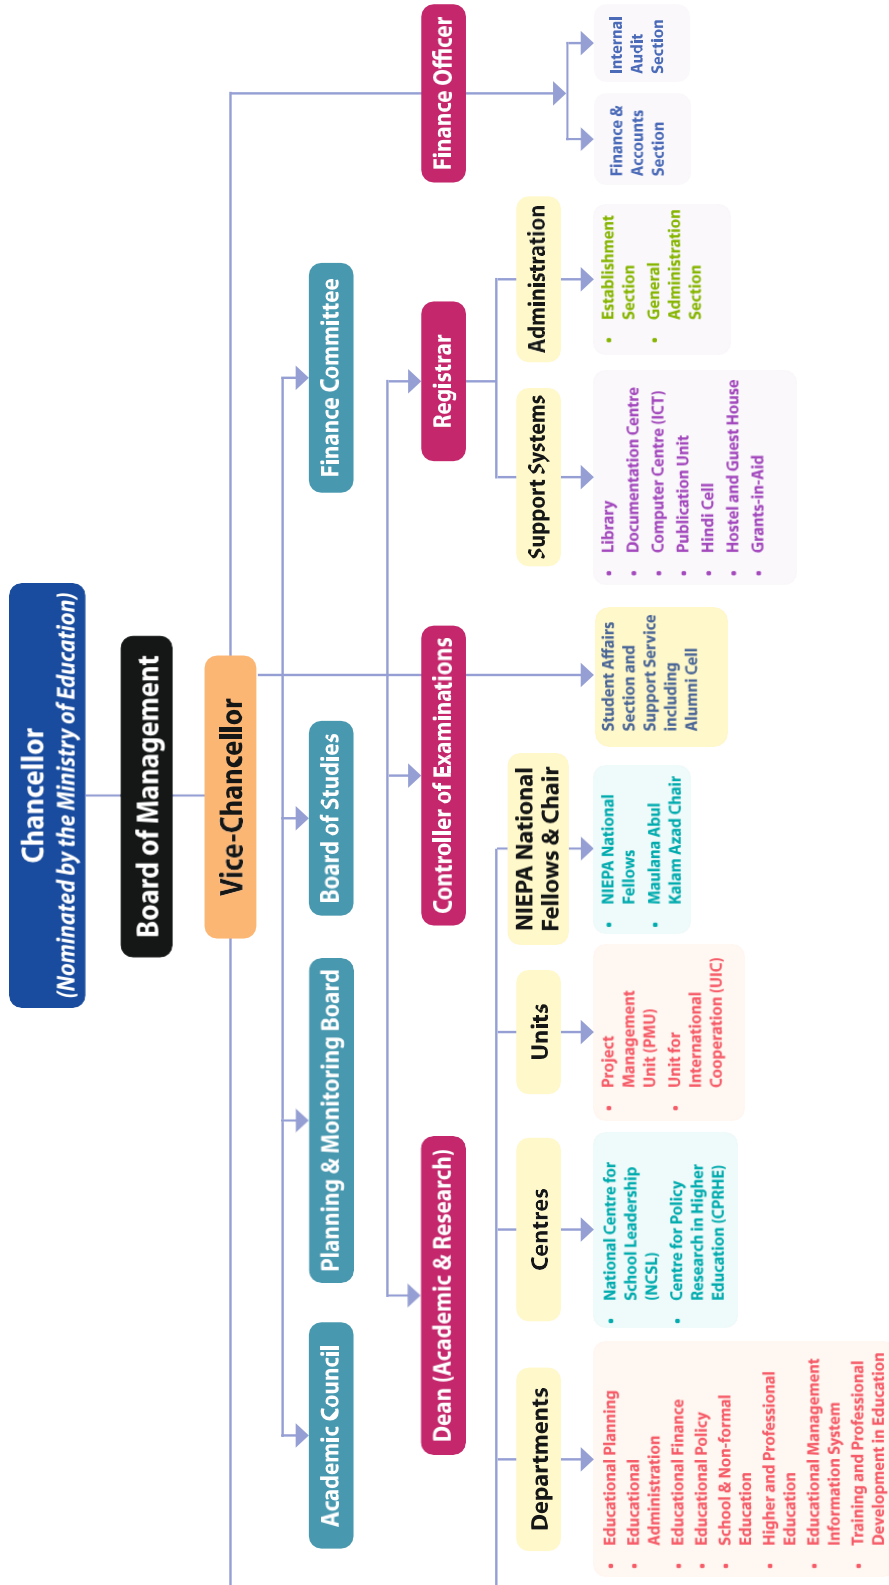 Chancellor
(Nominated by the Ministry of Education)
Board of Management
Vice-Chancellor
Academic Council
Planning & Monitoring Board
Board of Studies
Finance Committee
Dean (Academic & Research)
Controller of Examinations
Registrar
Finance Officer
Departments
Centres
Units
NIEPA National
Fellows & Chair
Support Systems
Administration
• Educational Planning
• Educational
Administration
• Educational Finance
• Educational Policy
• School & Non-formal
Education
• Higher and Professional
Education
• Educational Management
Information System
• Training and Professional
Development in Education
• National Centre for
School Leadership
(NCSL)
• Centre for Policy
Research in Higher
Education (CPRHE)
• Project
Management
Unit (PMU)
• Unit for
International
Cooperation (UIC)
• NIEPA National
Fellows
• Maulana Abul
Kalam Azad Chair
Student Affairs
Section and
Support Service
including
Alumni Cell
• Library
• Documentation Centre
• Computer Centre (ICT)
• Publication Unit
• Hindi Cell
• Hostel and Guest House
• Grants-in-Aid
• Establishment
Section
• General
Administration
Section
Finance &
Accounts
Section
Internal
Audit
Section